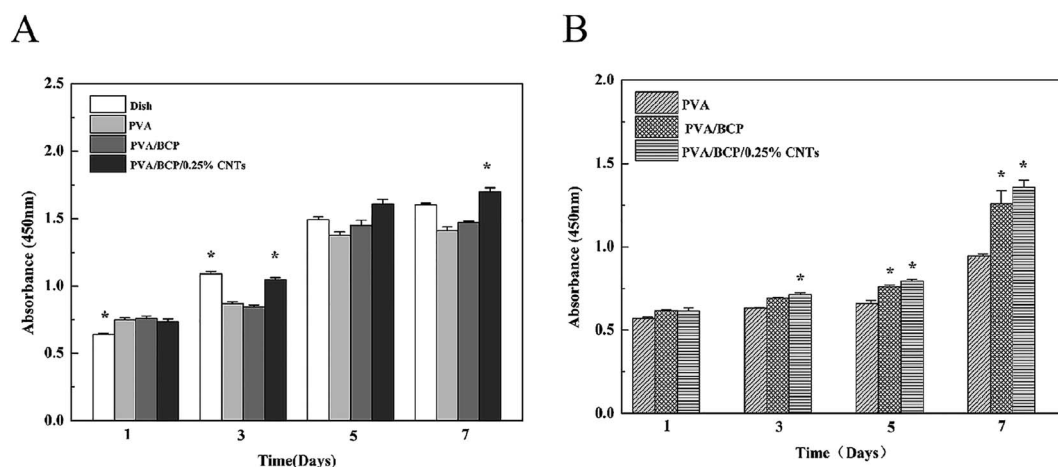 A
Absorbance (450nm)
2.5
2.0
1.5
1.0
0.5
0.0
Dish
PVA
PVA/BCP
PVA/BCP/0.25% CNTs
*
*
*
*
1
3
5
7
Time(Days)
B
Absorbance (450nm)
2.0
1.5
1.0
0.5
0.0
PVA
PVA/BCP
PVA/BCP/0.25% CNTs
*
*
*
*
*
1
3
5
7
Time（Days）